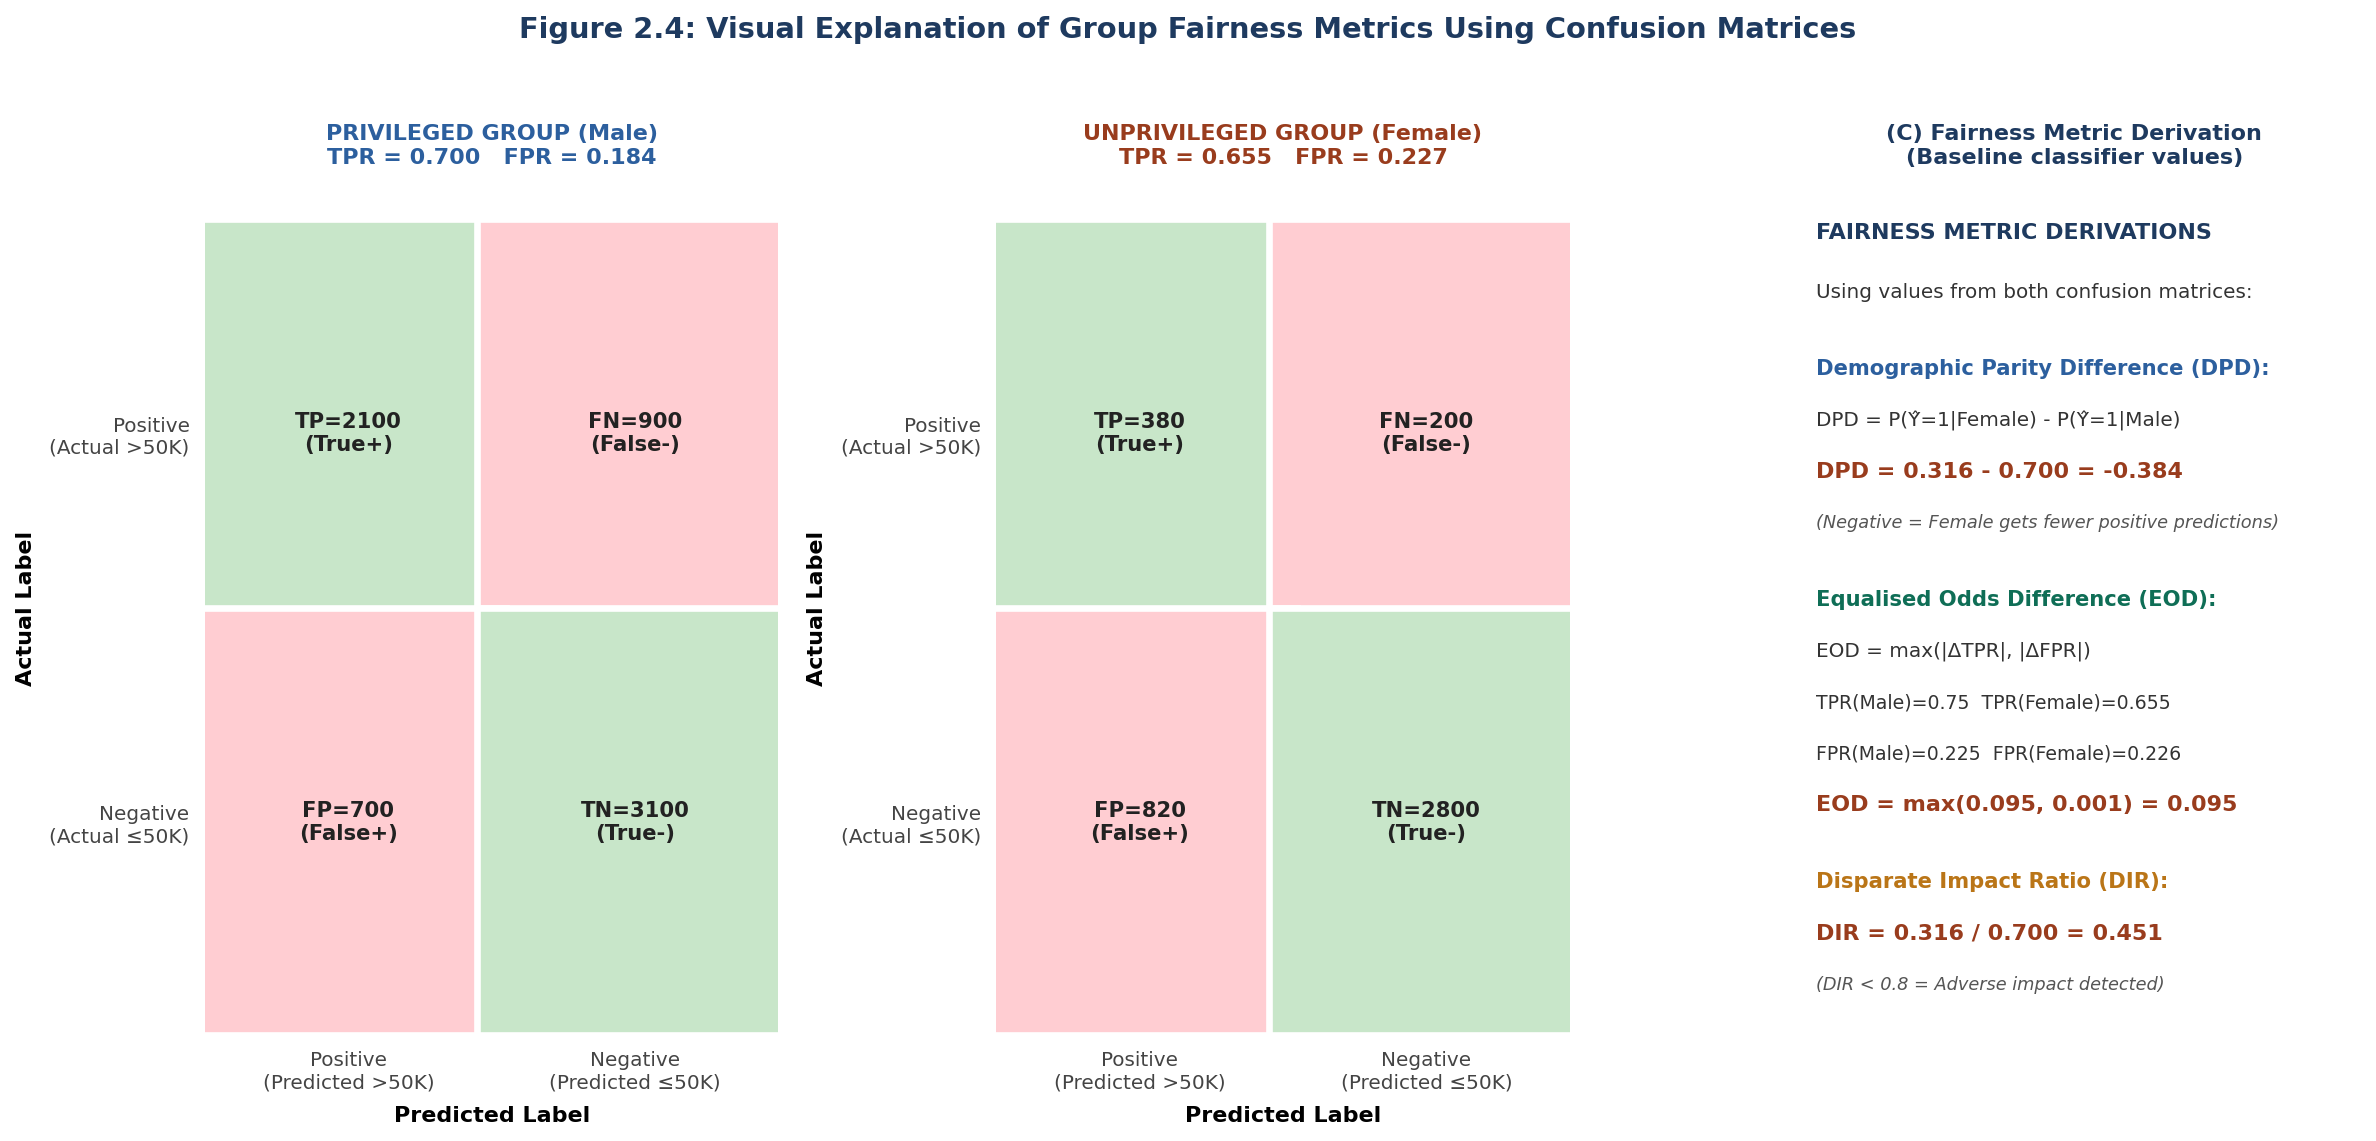 Figure 2.4: Visual Explanation of Group Fairness Metrics Using Confusion Matrices
PRIVILEGED GROUP (Male)
TPR = 0.700   FPR = 0.184
Actual Label
Positive
(Actual >50K)
TP=2100
(True+)
FN=900
(False-)
Negative
(Actual ≤50K)
FP=700
(False+)
TN=3100
(True-)
Positive
(Predicted >50K)
Negative
(Predicted ≤50K)
Predicted Label
UNPRIVILEGED GROUP (Female)
TPR = 0.655   FPR = 0.227
Actual Label
Positive
(Actual >50K)
TP=380
(True+)
FN=200
(False-)
Negative
(Actual ≤50K)
FP=820
(False+)
TN=2800
(True-)
Positive
(Predicted >50K)
Negative
(Predicted ≤50K)
Predicted Label
(C) Fairness Metric Derivation
(Baseline classifier values)
FAIRNESS METRIC DERIVATIONS
Using values from both confusion matrices:
Demographic Parity Difference (DPD):
DPD = P(Ŷ=1|Female) - P(Ŷ=1|Male)
DPD = 0.316 - 0.700 = -0.384
(Negative = Female gets fewer positive predictions)
Equalised Odds Difference (EOD):
EOD = max(|ΔTPR|, |ΔFPR|)
TPR(Male)=0.75  TPR(Female)=0.655
FPR(Male)=0.225  FPR(Female)=0.226
EOD = max(0.095, 0.001) = 0.095
Disparate Impact Ratio (DIR):
DIR = 0.316 / 0.700 = 0.451
(DIR < 0.8 = Adverse impact detected)